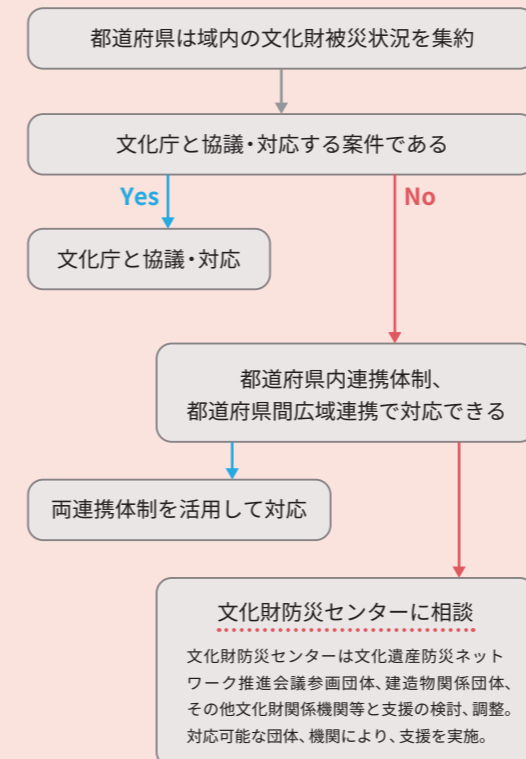 都道府県は域内の文化財被災状況を集約
文化庁と協議・対応する案件である
Yes
No
文化庁と協議・対応
都道府県内連携体制、
都道府県間広域連携で対応できる
両連携体制を活用して対応
文化財防災センターに相談
文化財防災センターは文化遺産防災ネット
ワーク推進会議参画団体、建造物関係団体、
その他文化財関係機関等と支援の検討、調整。
対応可能な団体、機関により、支援を実施。